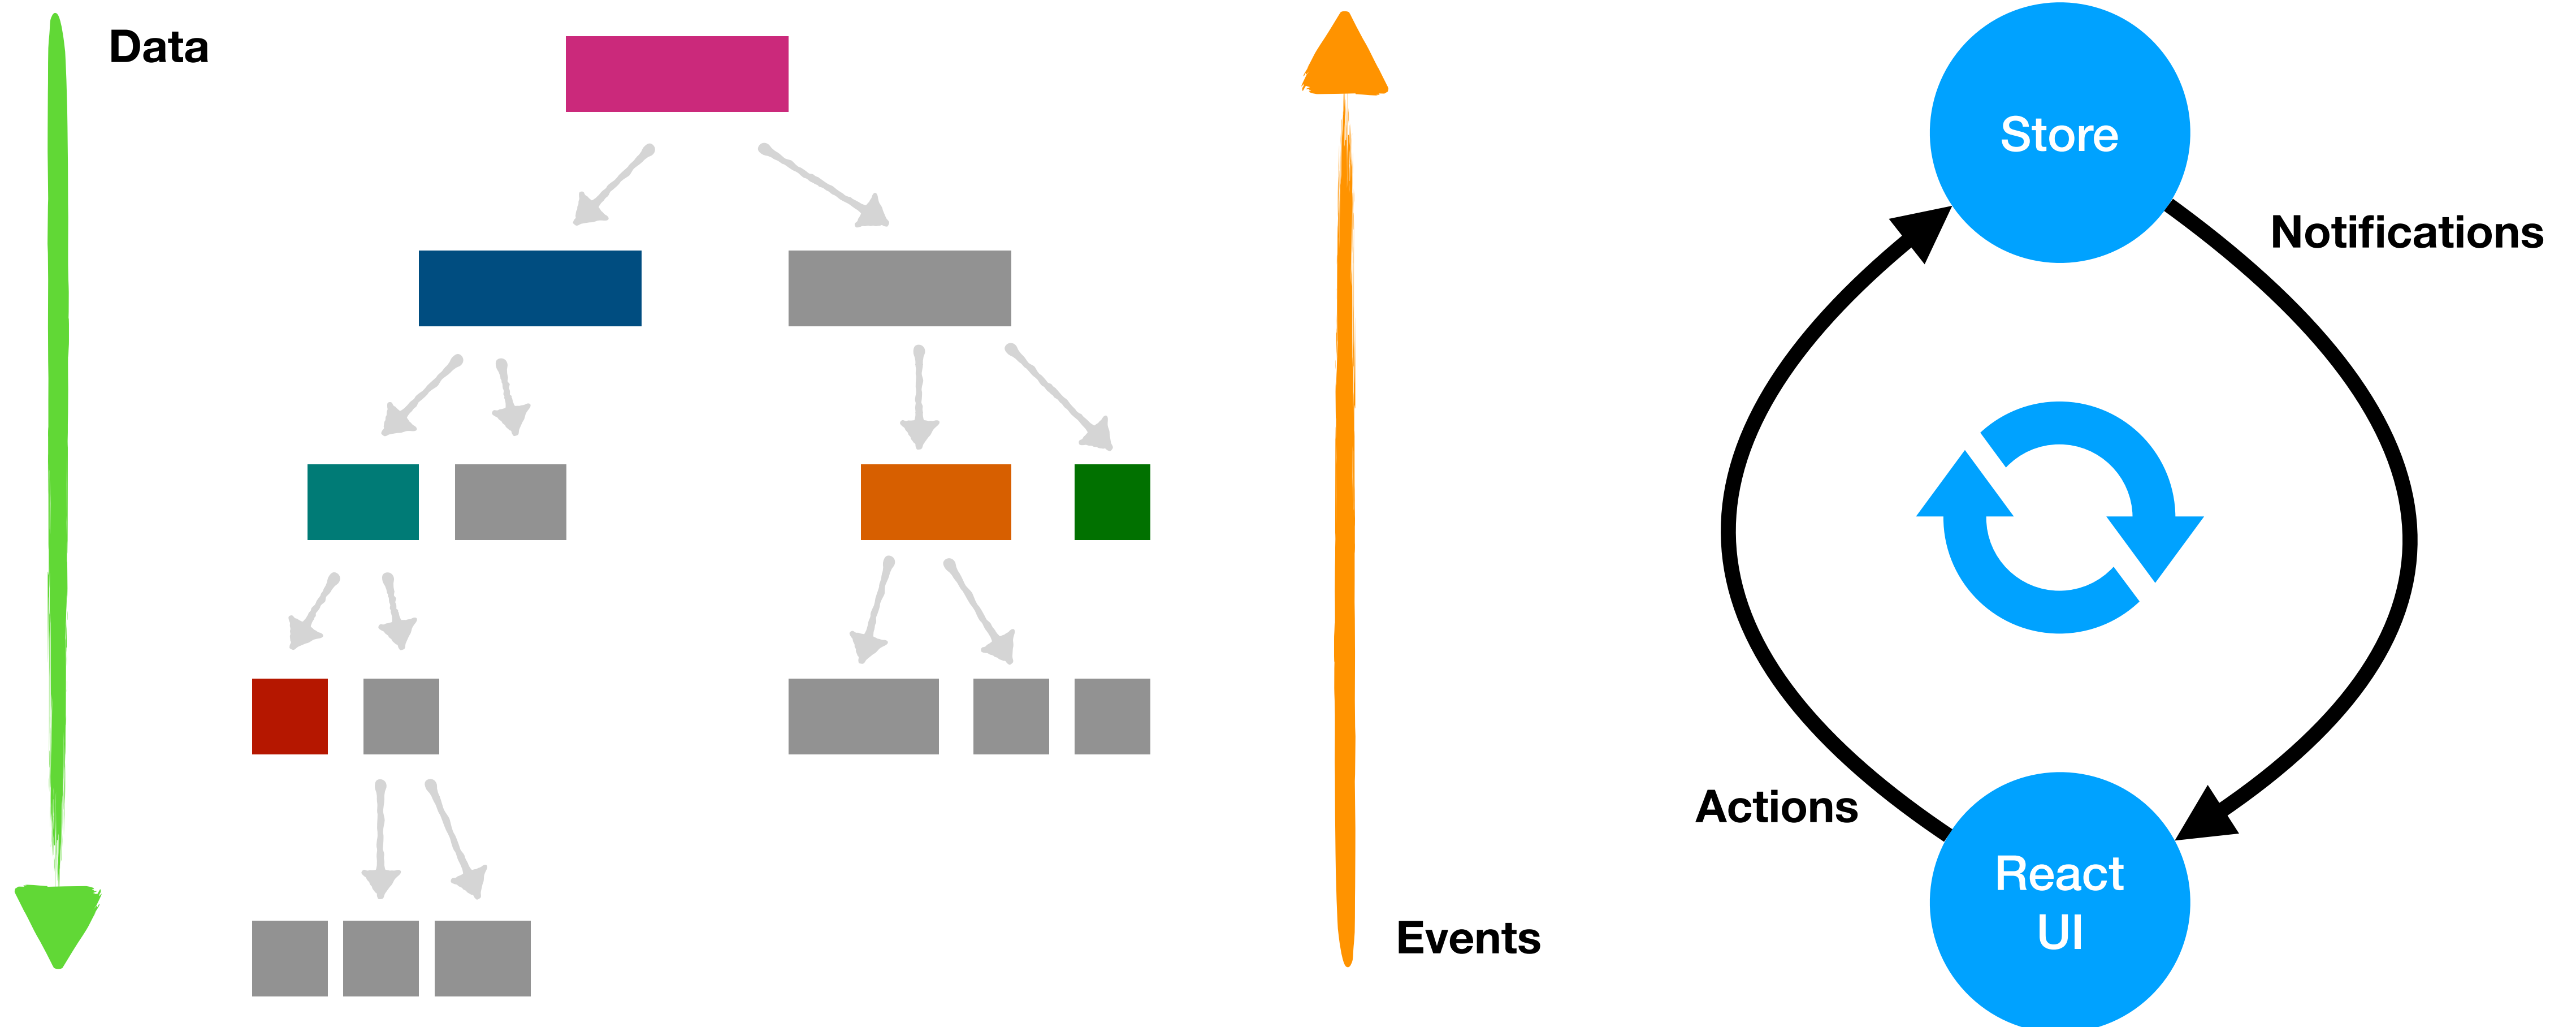 Data
Store
Notifications
Actions
React
UI
Events